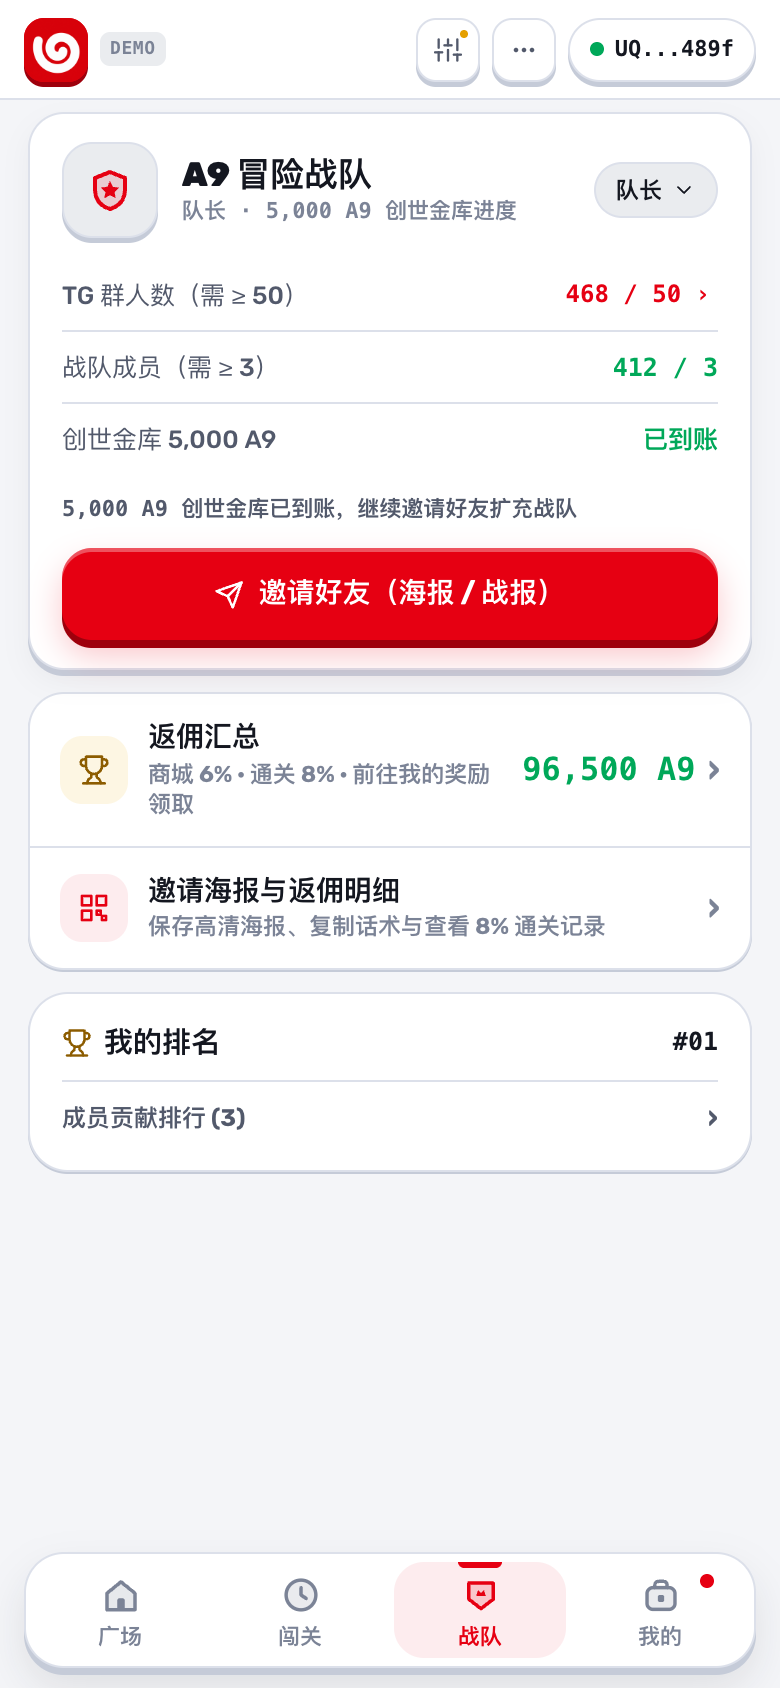 DEMO
UQ...489f
A9 冒险战队
队长 · 5,000 A9 创世金库进度
队长
TG 群人数（需 ≥ 50）
468 / 50 ›
战队成员（需 ≥ 3）
412 / 3
创世金库 5,000 A9
已到账
5,000 A9 创世金库已到账，继续邀请好友扩充战队
邀请好友（海报 / 战报）
返佣汇总
商城 6% • 通关 8% • 前往我的奖励
领取
96,500 A9
邀请海报与返佣明细
保存高清海报、复制话术与查看 8% 通关记录
我的排名
#01
成员贡献排行 (3)
广场
闯关
战队
我的